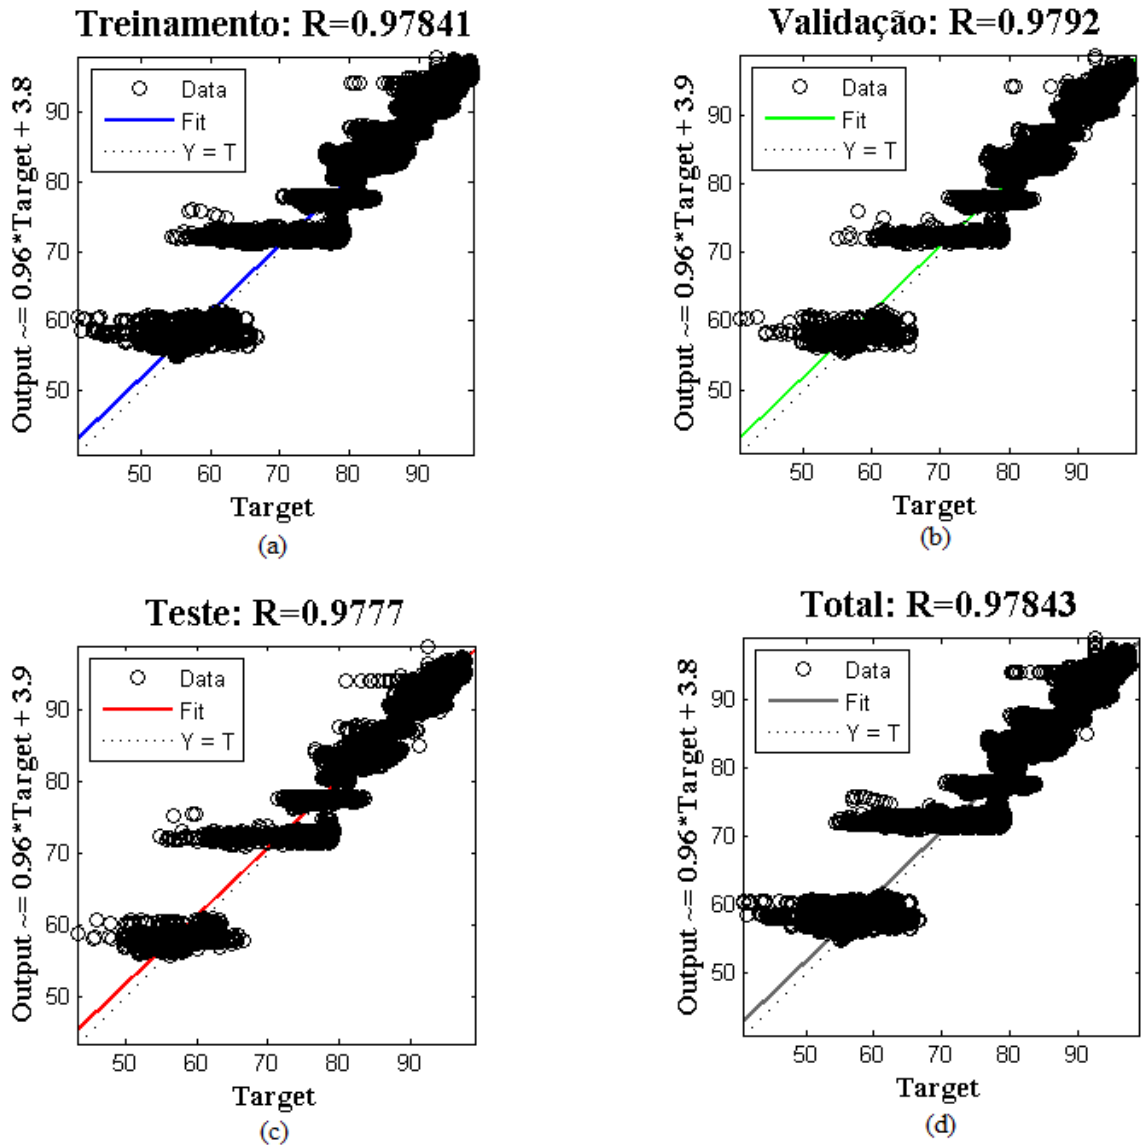 Treinamento: R=0.97841
Output ~= 0.96*Target + 3.8
Data
Fit
Y = T
90
80
70
60
50
50 60 70 80 90
Target
(a)
Validação: R=0.9792
Output ~= 0.96*Target + 3.9
Data
Fit
Y = T
90
80
70
60
50
50 60 70 80 90
Target
(b)
Teste: R=0.9777
Output ~= 0.96*Target + 3.9
Data
Fit
Y = T
90
80
70
60
50
50 60 70 80 90
Target
(c)
Total: R=0.97843
Output ~= 0.96*Target + 3.8
Data
Fit
Y = T
90
80
70
60
50
50 60 70 80 90
Target
(d)